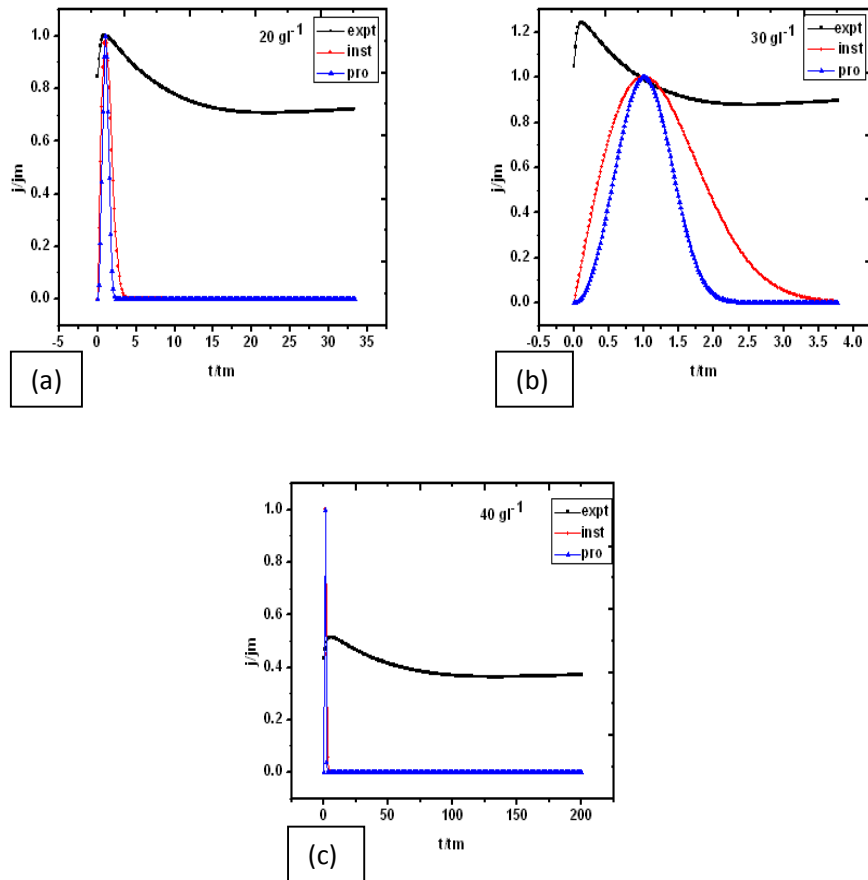 20 gl-1
expt
inst
pro
1.0
0.8
0.6
0.4
0.2
0.0
j/jm
-5 0 5 10 15 20 25 30 35
t/tm
(a)
30 gl-1
expt
inst
pro
1.2
1.0
0.8
0.6
0.4
0.2
0.0
j/jm
-0.5 0.0 0.5 1.0 1.5 2.0 2.5 3.0 3.5 4.0
t/tm
(b)
40 gl-1
expt
inst
pro
1.0
0.8
0.6
0.4
0.2
0.0
j/jm
0 50 100 150 200
t/tm
(c)